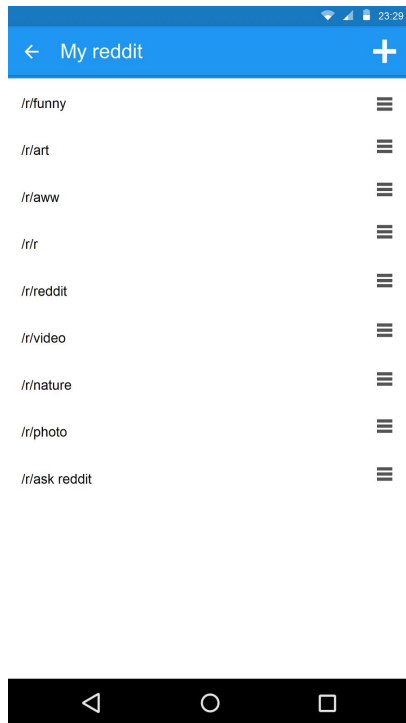 23:29
My reddit
/r/funny
/r/art
/r/aww
/r/r
/r/reddit
/r/video
/r/nature
/r/photo
/r/ask reddit